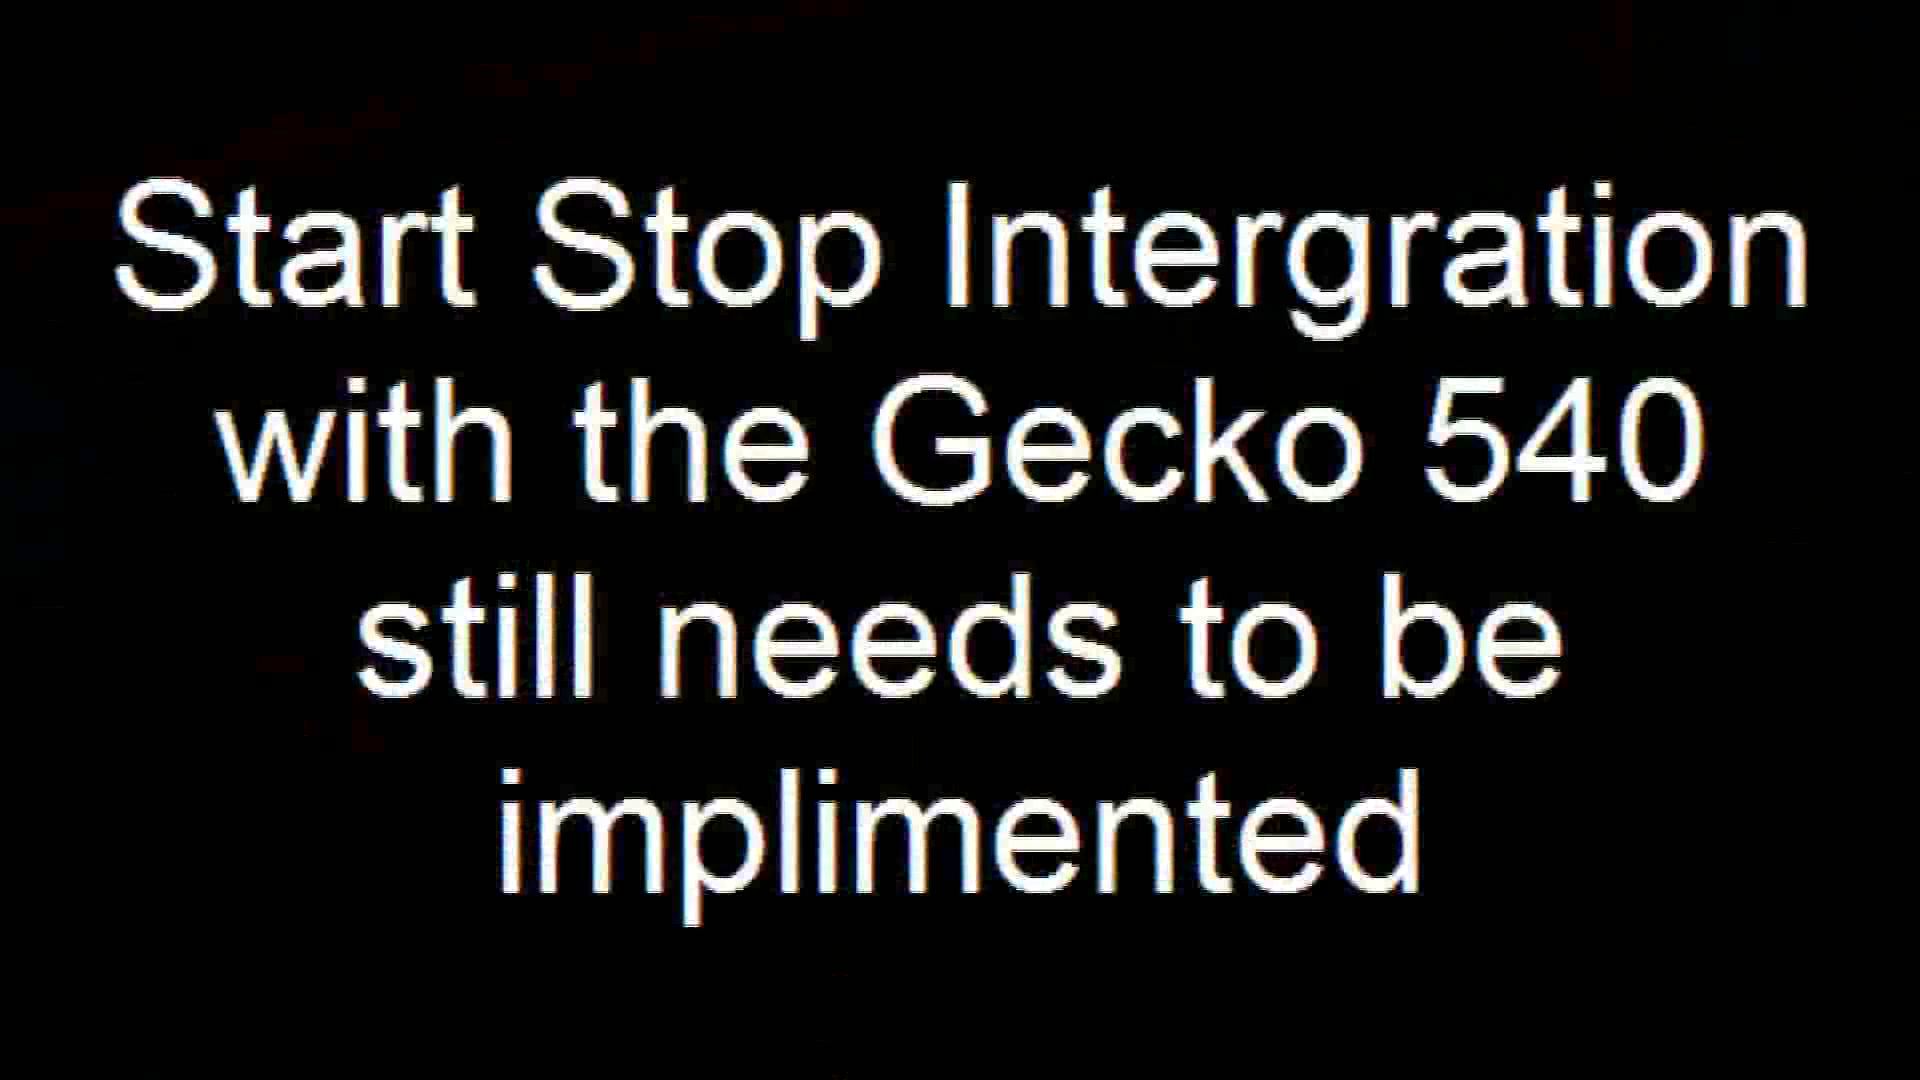 Start Stop Intergration
with the Gecko 540
still needs to be
implimented